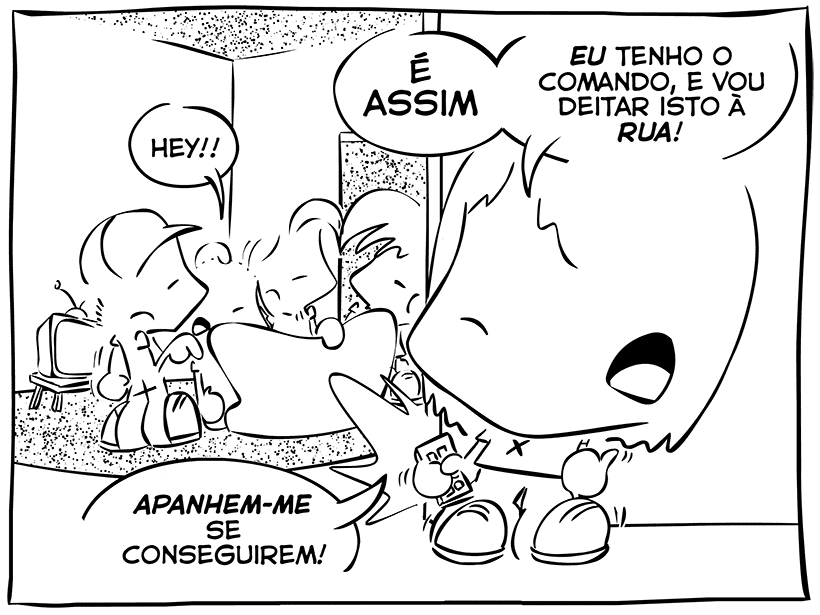 HEY!!
É
ASSIM
EU TENHO O
COMANDO, E VOU
DEITAR ISTO À
RUA!
APANHEM-ME
SE
CONSEGUIREM!